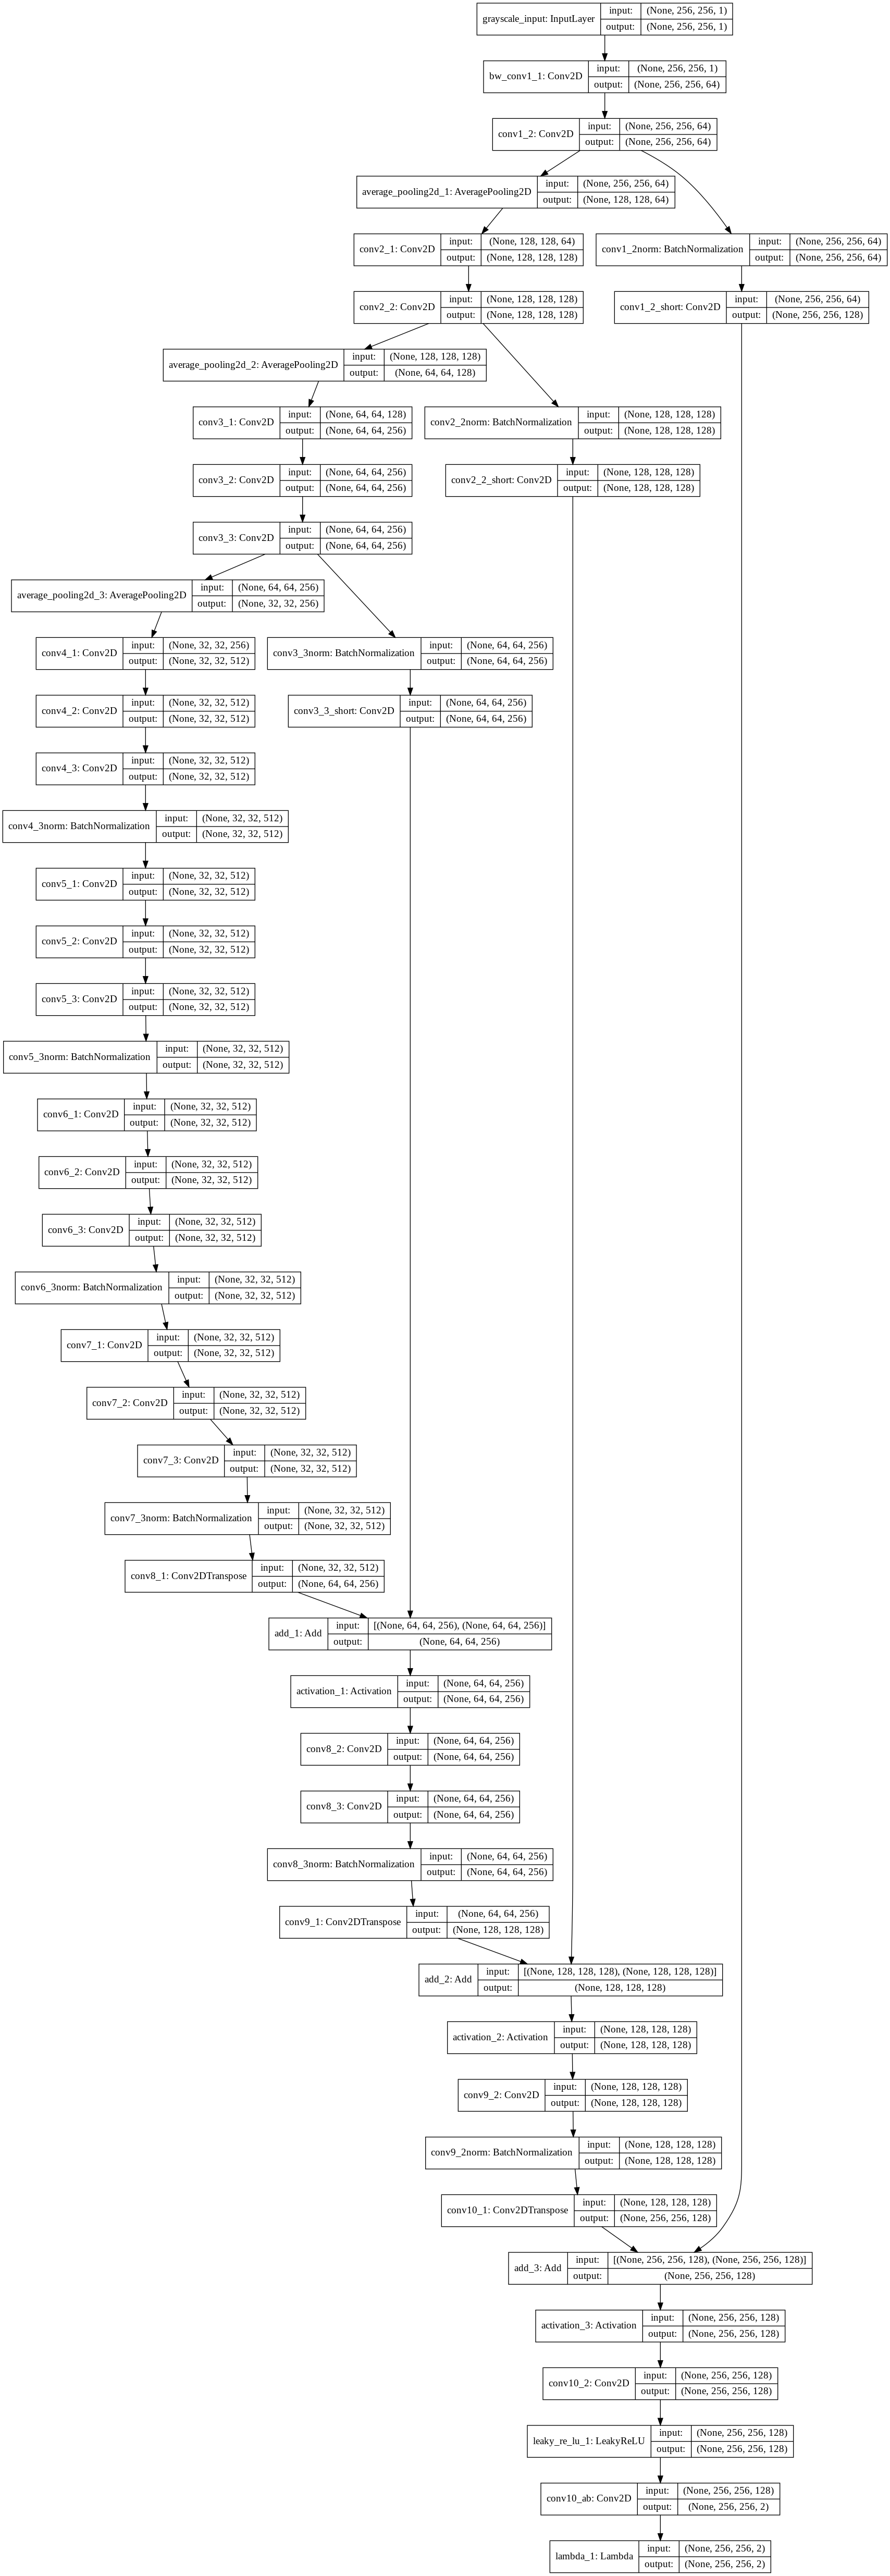 grayscale_input: InputLayer
input: (None, 256, 256, 1)
output: (None, 256, 256, 1)
bw_conv1_1: Conv2D
input: (None, 256, 256, 1)
output: (None, 256, 256, 64)
conv1_2: Conv2D
input: (None, 256, 256, 64)
output: (None, 256, 256, 64)
average_pooling2d_1: AveragePooling2D
input: (None, 256, 256, 64)
output: (None, 128, 128, 64)
conv2_1: Conv2D
input: (None, 128, 128, 64)
output: (None, 128, 128, 128)
conv1_2norm: BatchNormalization
input: (None, 256, 256, 64)
output: (None, 256, 256, 64)
conv2_2: Conv2D
input: (None, 128, 128, 128)
output: (None, 128, 128, 128)
conv1_2_short: Conv2D
input: (None, 256, 256, 64)
output: (None, 256, 256, 128)
average_pooling2d_2: AveragePooling2D
input: (None, 128, 128, 128)
output: (None, 64, 64, 128)
conv3_1: Conv2D
input: (None, 64, 64, 128)
output: (None, 64, 64, 256)
conv2_2norm: BatchNormalization
input: (None, 128, 128, 128)
output: (None, 128, 128, 128)
conv3_2: Conv2D
input: (None, 64, 64, 256)
output: (None, 64, 64, 256)
conv2_2_short: Conv2D
input: (None, 128, 128, 128)
output: (None, 128, 128, 128)
conv3_3: Conv2D
input: (None, 64, 64, 256)
output: (None, 64, 64, 256)
average_pooling2d_3: AveragePooling2D
input: (None, 64, 64, 256)
output: (None, 32, 32, 256)
conv4_1: Conv2D
input: (None, 32, 32, 256)
output: (None, 32, 32, 512)
conv3_3norm: BatchNormalization
input: (None, 64, 64, 256)
output: (None, 64, 64, 256)
conv4_2: Conv2D
input: (None, 32, 32, 512)
output: (None, 32, 32, 512)
conv3_3_short: Conv2D
input: (None, 64, 64, 256)
output: (None, 64, 64, 256)
conv4_3: Conv2D
input: (None, 32, 32, 512)
output: (None, 32, 32, 512)
conv4_3norm: BatchNormalization
input: (None, 32, 32, 512)
output: (None, 32, 32, 512)
conv5_1: Conv2D
input: (None, 32, 32, 512)
output: (None, 32, 32, 512)
conv5_2: Conv2D
input: (None, 32, 32, 512)
output: (None, 32, 32, 512)
conv5_3: Conv2D
input: (None, 32, 32, 512)
output: (None, 32, 32, 512)
conv5_3norm: BatchNormalization
input: (None, 32, 32, 512)
output: (None, 32, 32, 512)
conv6_1: Conv2D
input: (None, 32, 32, 512)
output: (None, 32, 32, 512)
conv6_2: Conv2D
input: (None, 32, 32, 512)
output: (None, 32, 32, 512)
conv6_3: Conv2D
input: (None, 32, 32, 512)
output: (None, 32, 32, 512)
conv6_3norm: BatchNormalization
input: (None, 32, 32, 512)
output: (None, 32, 32, 512)
conv7_1: Conv2D
input: (None, 32, 32, 512)
output: (None, 32, 32, 512)
conv7_2: Conv2D
input: (None, 32, 32, 512)
output: (None, 32, 32, 512)
conv7_3: Conv2D
input: (None, 32, 32, 512)
output: (None, 32, 32, 512)
conv7_3norm: BatchNormalization
input: (None, 32, 32, 512)
output: (None, 32, 32, 512)
conv8_1: Conv2DTranspose
input: (None, 32, 32, 512)
output: (None, 64, 64, 256)
add_1: Add
input: [(None, 64, 64, 256), (None, 64, 64, 256)]
output: (None, 64, 64, 256)
activation_1: Activation
input: (None, 64, 64, 256)
output: (None, 64, 64, 256)
conv8_2: Conv2D
input: (None, 64, 64, 256)
output: (None, 64, 64, 256)
conv8_3: Conv2D
input: (None, 64, 64, 256)
output: (None, 64, 64, 256)
conv8_3norm: BatchNormalization
input: (None, 64, 64, 256)
output: (None, 64, 64, 256)
conv9_1: Conv2DTranspose
input: (None, 64, 64, 256)
output: (None, 128, 128, 128)
add_2: Add
input: [(None, 128, 128, 128), (None, 128, 128, 128)]
output: (None, 128, 128, 128)
activation_2: Activation
input: (None, 128, 128, 128)
output: (None, 128, 128, 128)
conv9_2: Conv2D
input: (None, 128, 128, 128)
output: (None, 128, 128, 128)
conv9_2norm: BatchNormalization
input: (None, 128, 128, 128)
output: (None, 128, 128, 128)
conv10_1: Conv2DTranspose
input: (None, 128, 128, 128)
output: (None, 256, 256, 128)
add_3: Add
input: [(None, 256, 256, 128), (None, 256, 256, 128)]
output: (None, 256, 256, 128)
activation_3: Activation
input: (None, 256, 256, 128)
output: (None, 256, 256, 128)
conv10_2: Conv2D
input: (None, 256, 256, 128)
output: (None, 256, 256, 128)
leaky_re_lu_1: LeakyReLU
input: (None, 256, 256, 128)
output: (None, 256, 256, 128)
conv10_ab: Conv2D
input: (None, 256, 256, 128)
output: (None, 256, 256, 2)
lambda_1: Lambda
input: (None, 256, 256, 2)
output: (None, 256, 256, 2)